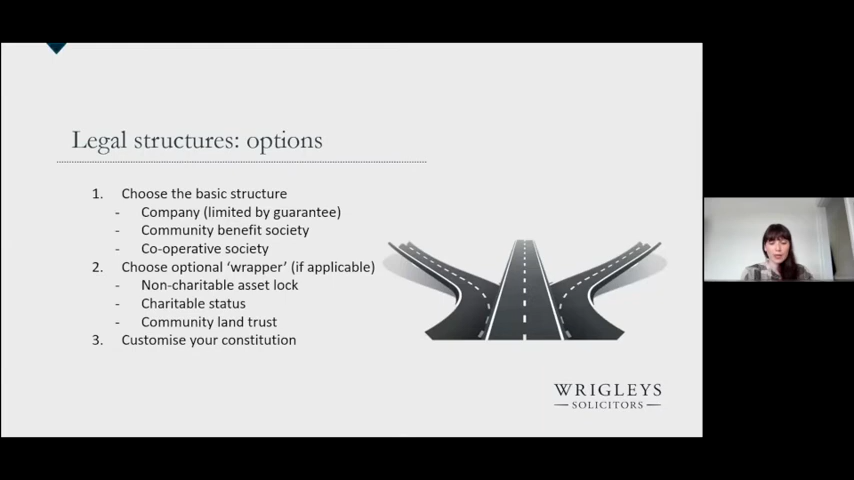 Legal structures: options
1. Choose the basic structure
- Company (limited by guarantee)
- Community benefit society
- Co-operative society
2. Choose optional ‘wrapper’ (if applicable)
- Non-charitable asset lock
- Charitable status
- Community land trust
3. Customise your constitution
WRIGLEYS
SOLICITORS